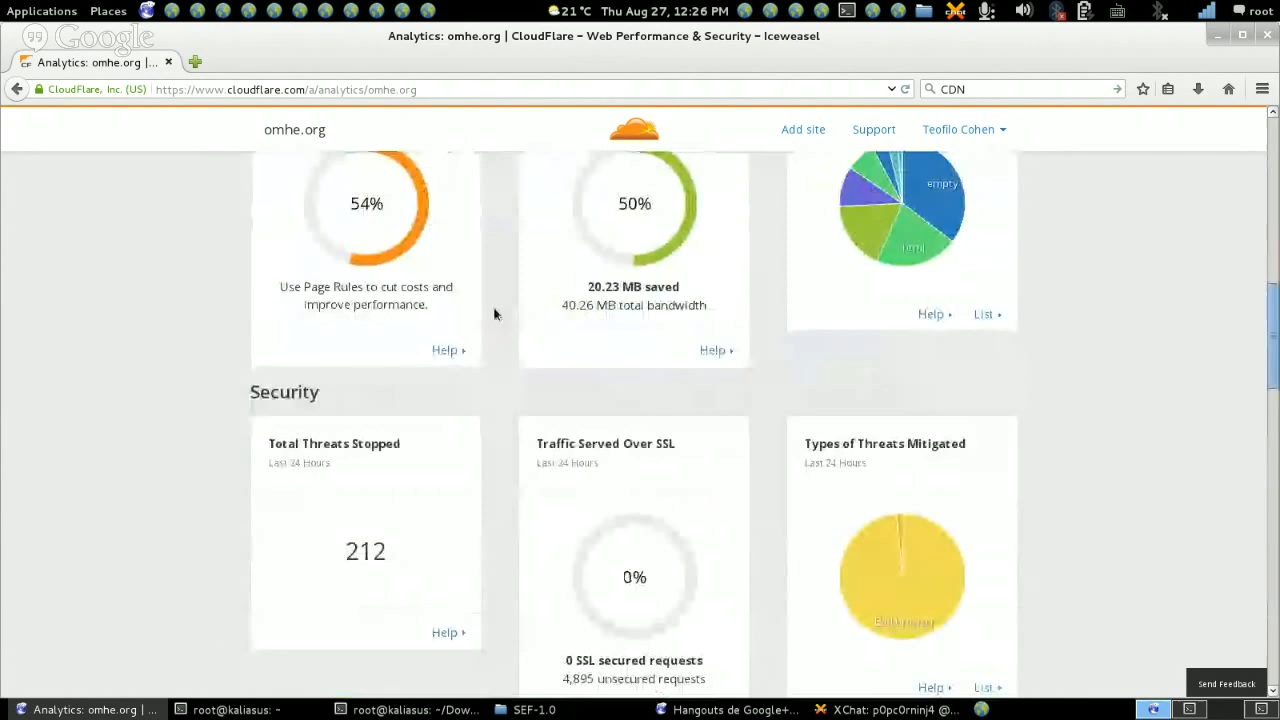 Applications Places 21 °C Thu Aug 27, 12:26 PM root
Analytics: omhe.org | CloudFlare – Web Performance & Security – Iceweasel
Google
Analytics: omhe.org |...
CloudFlare, Inc. (US) https://www.cloudflare.com/a/analytics/omhe.org CDN
omhe.org Add site Support Teofilo Cohen
54% 50% empty
html
Use Page Rules to cut costs and
improve performance.
20.23 MB saved
40.26 MB total bandwidth
Help List
Help Help
Security
Total Threats Stopped Traffic Served Over SSL Types of Threats Mitigated
Last 24 Hours Last 24 Hours Last 24 Hours
212 0%
Help
0 SSL secured requests
4,895 unsecured requests
Help List
Send Feedback
Analytics: omhe.org | ... root@kaliasus: ~ root@kaliasus: ~/Dow... SEF-1.0 Hangouts de Google+... XChat: p0pc0rninj4 @...